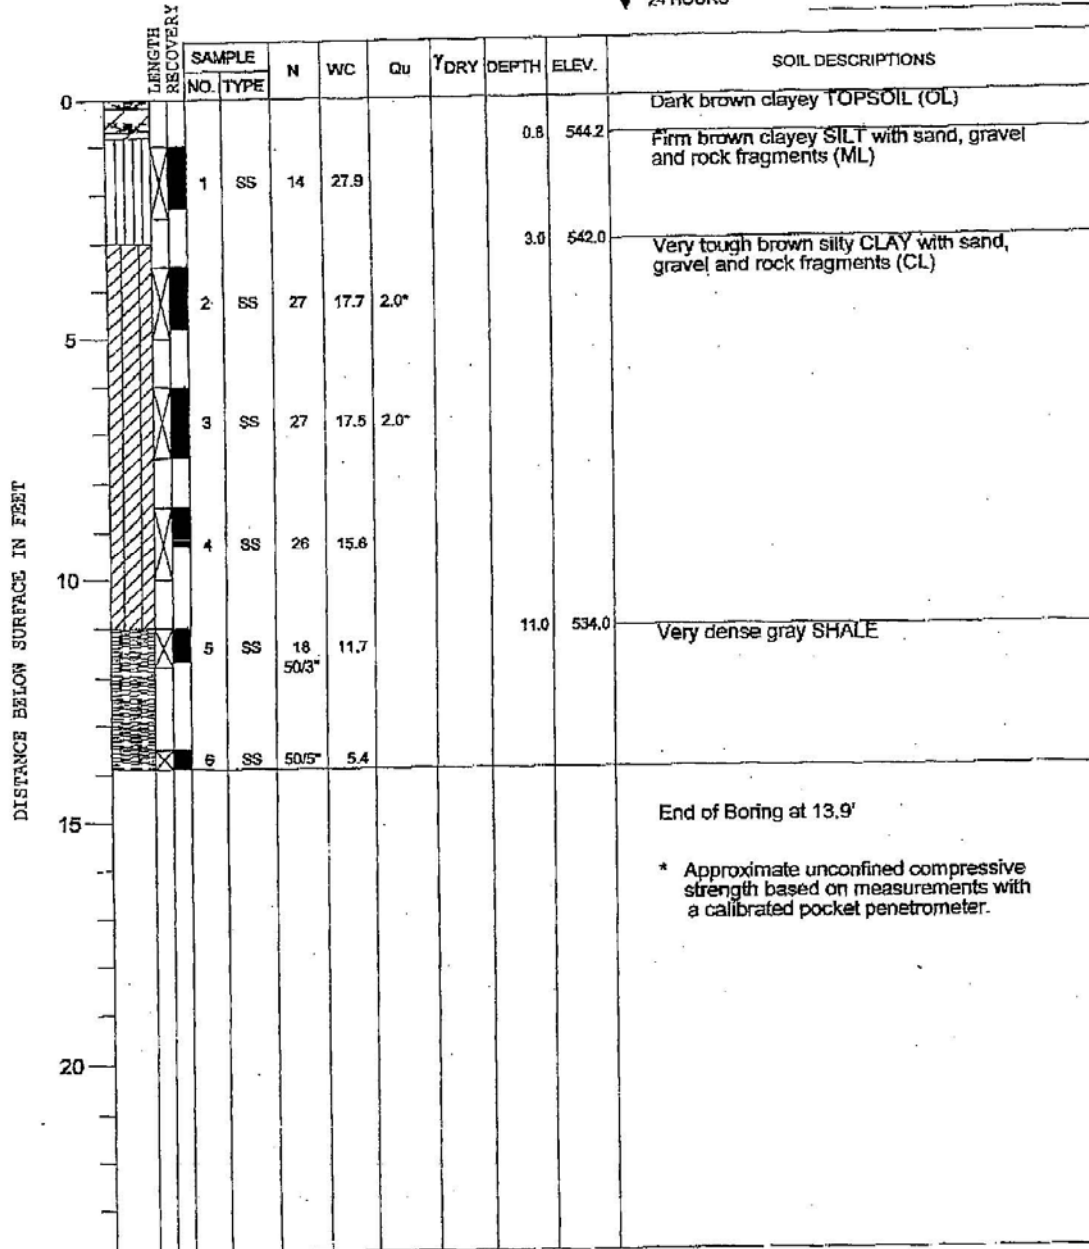 24 HOURS
LENGTH
RECOVERY
SAMPLE N WC Qu γDRY DEPTH ELEV. SOIL DESCRIPTIONS
NO. TYPE
0
Dark brown clayey TOPSOIL (OL)
0.8 544.2
Firm brown clayey SILT with sand, gravel
and rock fragments (ML)
1 SS 14 27.9
3.0 542.0
Very tough brown silty CLAY with sand,
gravel and rock fragments (CL)
2 SS 27 17.7 2.0*
5
3 SS 27 17.5 2.0*
DISTANCE BELOW SURFACE IN FEET
4 SS 26 15.6
10
11.0 534.0
Very dense gray SHALE
5 SS 18 11.7
50/3"
6 SS 50/5" 5.4
End of Boring at 13.9'
15
* Approximate unconfined compressive
strength based on measurements with
a calibrated pocket penetrometer.
20